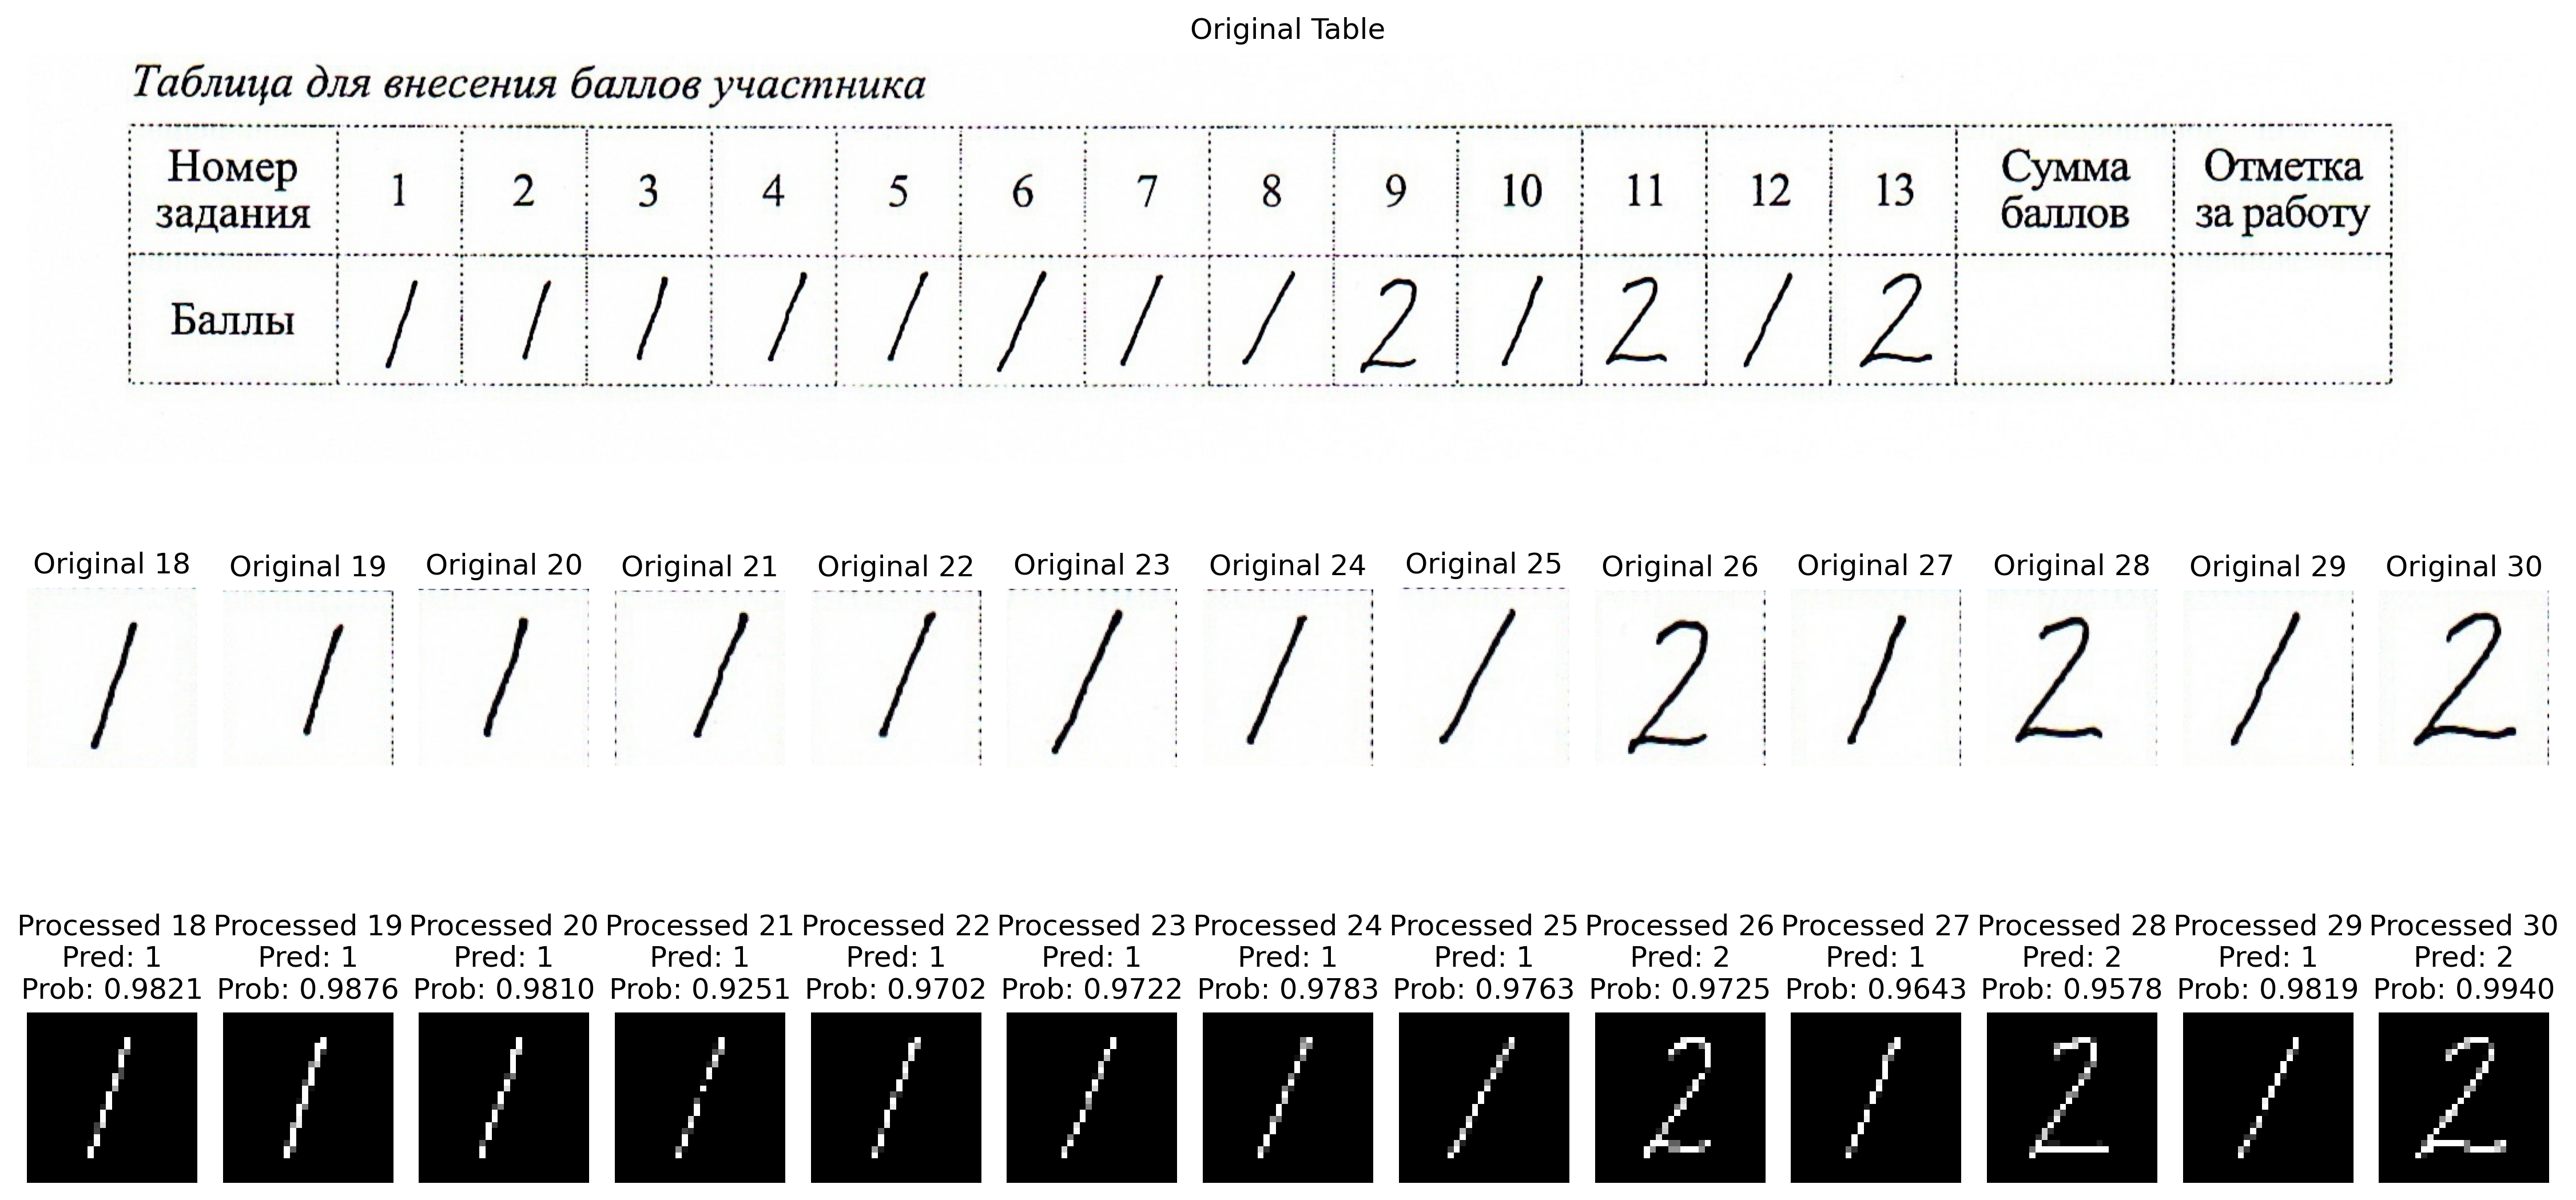 Original Table
Таблица для внесения баллов участника
Номер задания 1 2 3 4 5 6 7 8 9 10 11 12 13 Сумма баллов Отметка за работу
Баллы 1 1 1 1 1 1 1 1 2 1 2 1 2
Original 18 Original 19 Original 20 Original 21 Original 22 Original 23 Original 24 Original 25 Original 26 Original 27 Original 28 Original 29 Original 30
1 1 1 1 1 1 1 1 2 1 2 1 2
Processed 18 Processed 19 Processed 20 Processed 21 Processed 22 Processed 23 Processed 24 Processed 25 Processed 26 Processed 27 Processed 28 Processed 29 Processed 30
Pred: 1 Pred: 1 Pred: 1 Pred: 1 Pred: 1 Pred: 1 Pred: 1 Pred: 1 Pred: 2 Pred: 1 Pred: 2 Pred: 1 Pred: 2
Prob: 0.9821 Prob: 0.9876 Prob: 0.9810 Prob: 0.9251 Prob: 0.9702 Prob: 0.9722 Prob: 0.9783 Prob: 0.9763 Prob: 0.9725 Prob: 0.9643 Prob: 0.9578 Prob: 0.9819 Prob: 0.9940
1 1 1 1 1 1 1 1 2 1 2 1 2